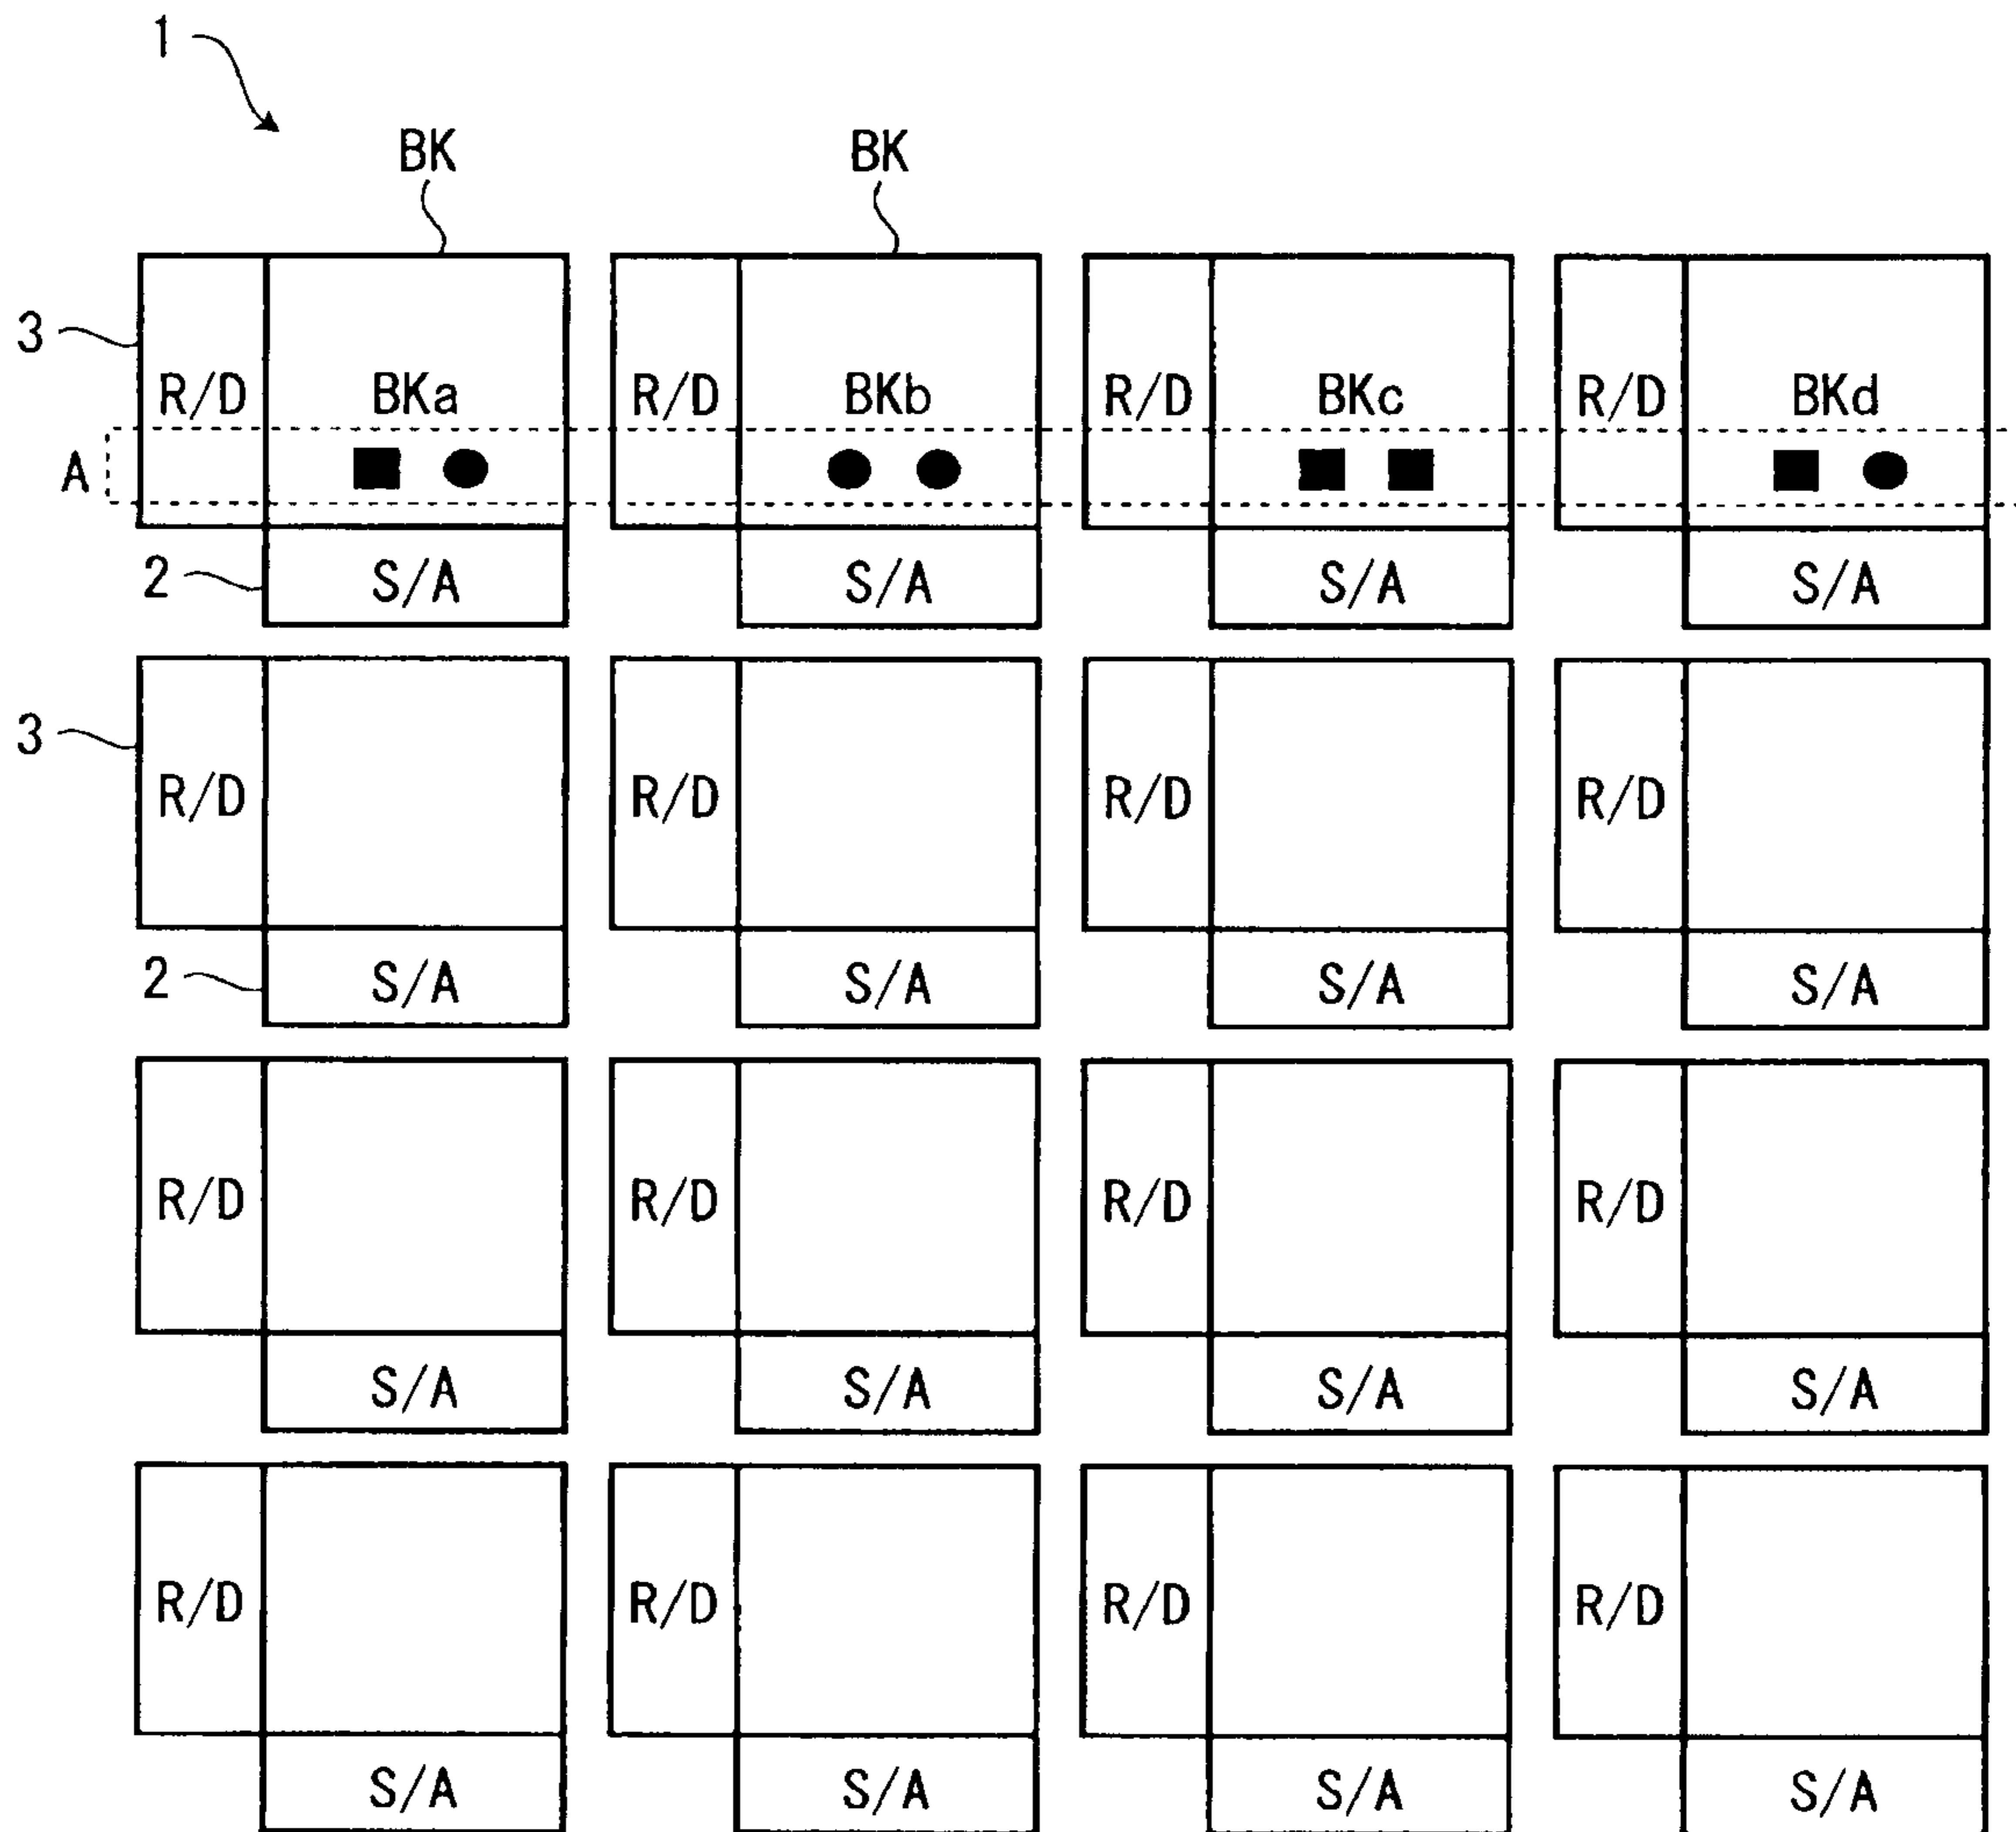 1
BK BK
3
R/D BKa R/D BKb R/D BKc R/D BKd
A
2 S/A S/A S/A S/A
3
R/D R/D R/D R/D
2 S/A S/A S/A S/A
R/D R/D R/D R/D
S/A S/A S/A S/A
R/D R/D R/D R/D
S/A S/A S/A S/A